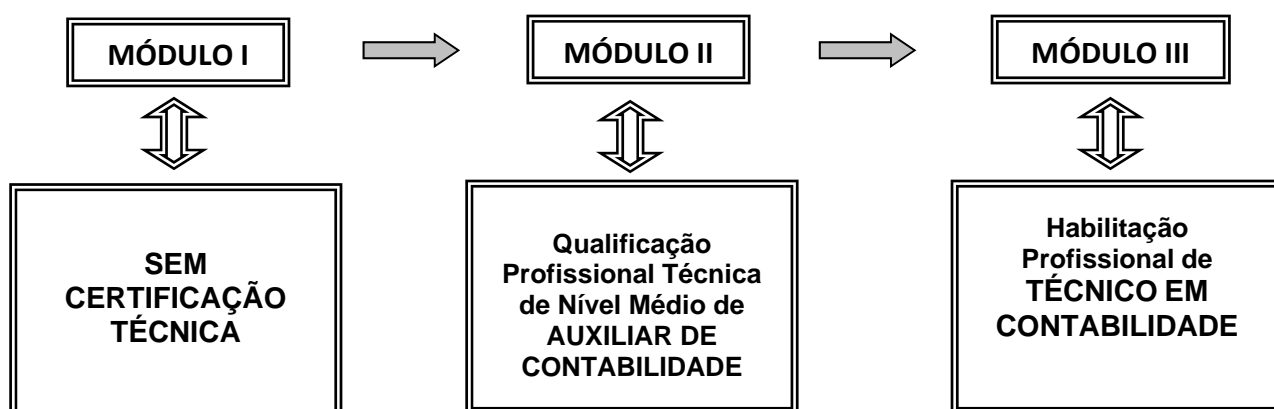 MÓDULO I
MÓDULO II
MÓDULO III
SEM
CERTIFICAÇÃO
TÉCNICA
Qualificação
Profissional Técnica
de Nível Médio de
AUXILIAR DE
CONTABILIDADE
Habilitação
Profissional de
TÉCNICO EM
CONTABILIDADE